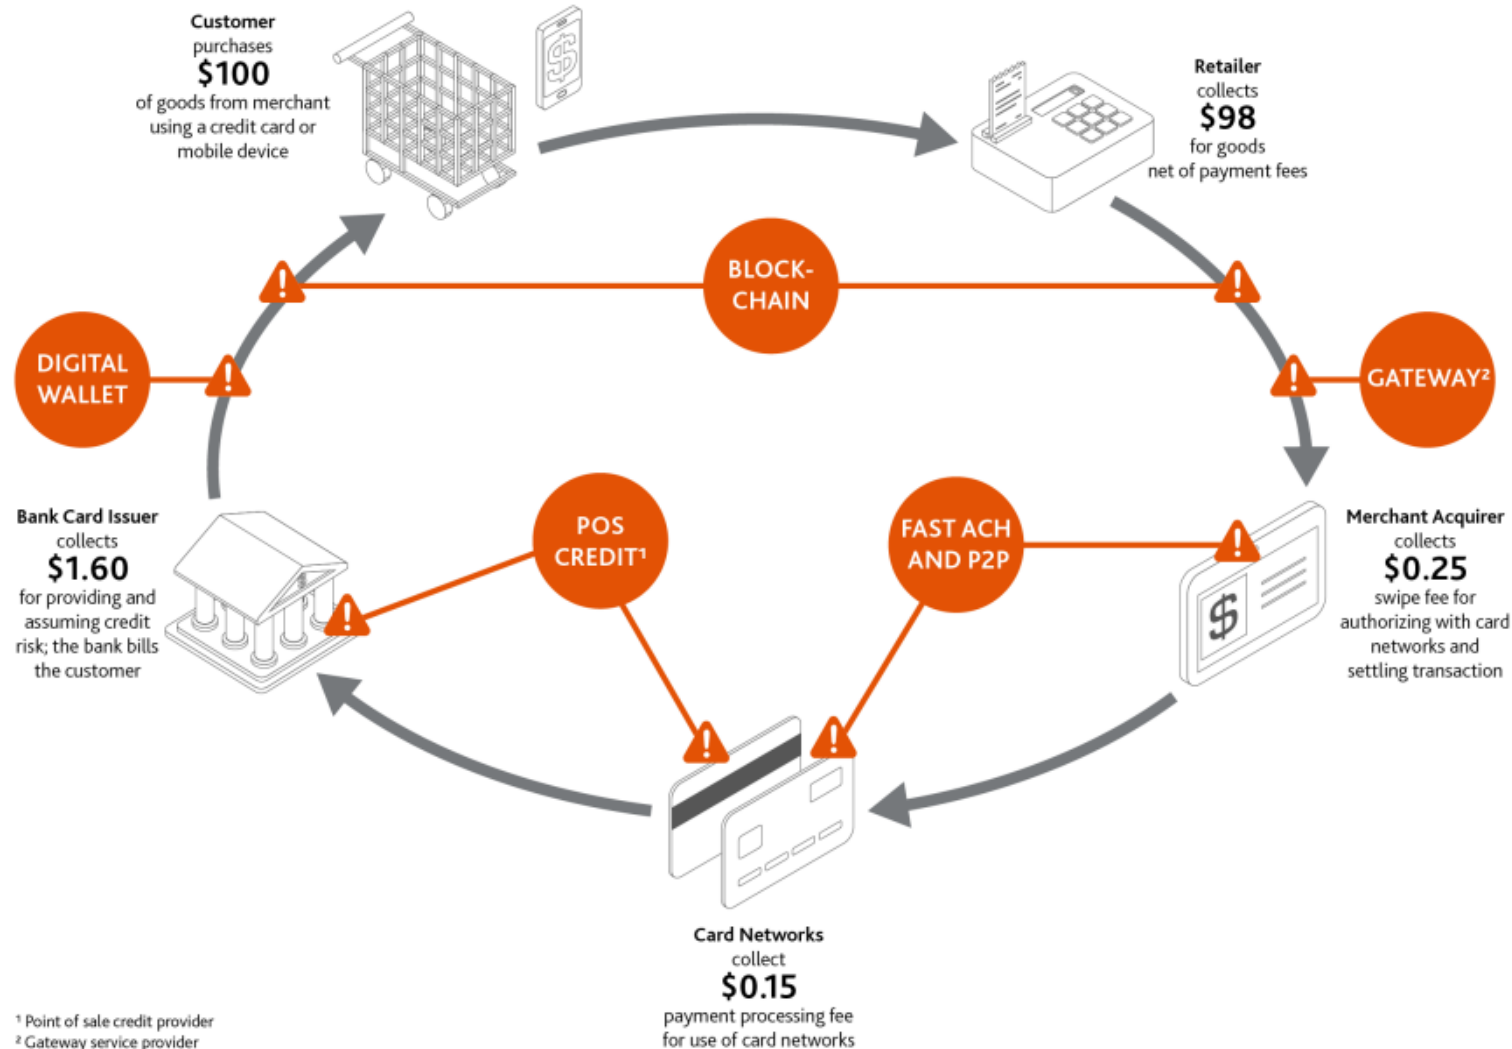 Customer
purchases
$100
of goods from merchant
using a credit card or
mobile device
$
Retailer
collects
$98
for goods
net of payment fees
BLOCK-
CHAIN
DIGITAL
WALLET
GATEWAY²
Bank Card Issuer
collects
$1.60
for providing and
assuming credit
risk; the bank bills
the customer
POS
CREDIT¹
FAST ACH
AND P2P
$
Merchant Acquirer
collects
$0.25
swipe fee for
authorizing with card
networks and
settling transaction
Card Networks
collect
$0.15
payment processing fee
for use of card networks
¹ Point of sale credit provider
² Gateway service provider